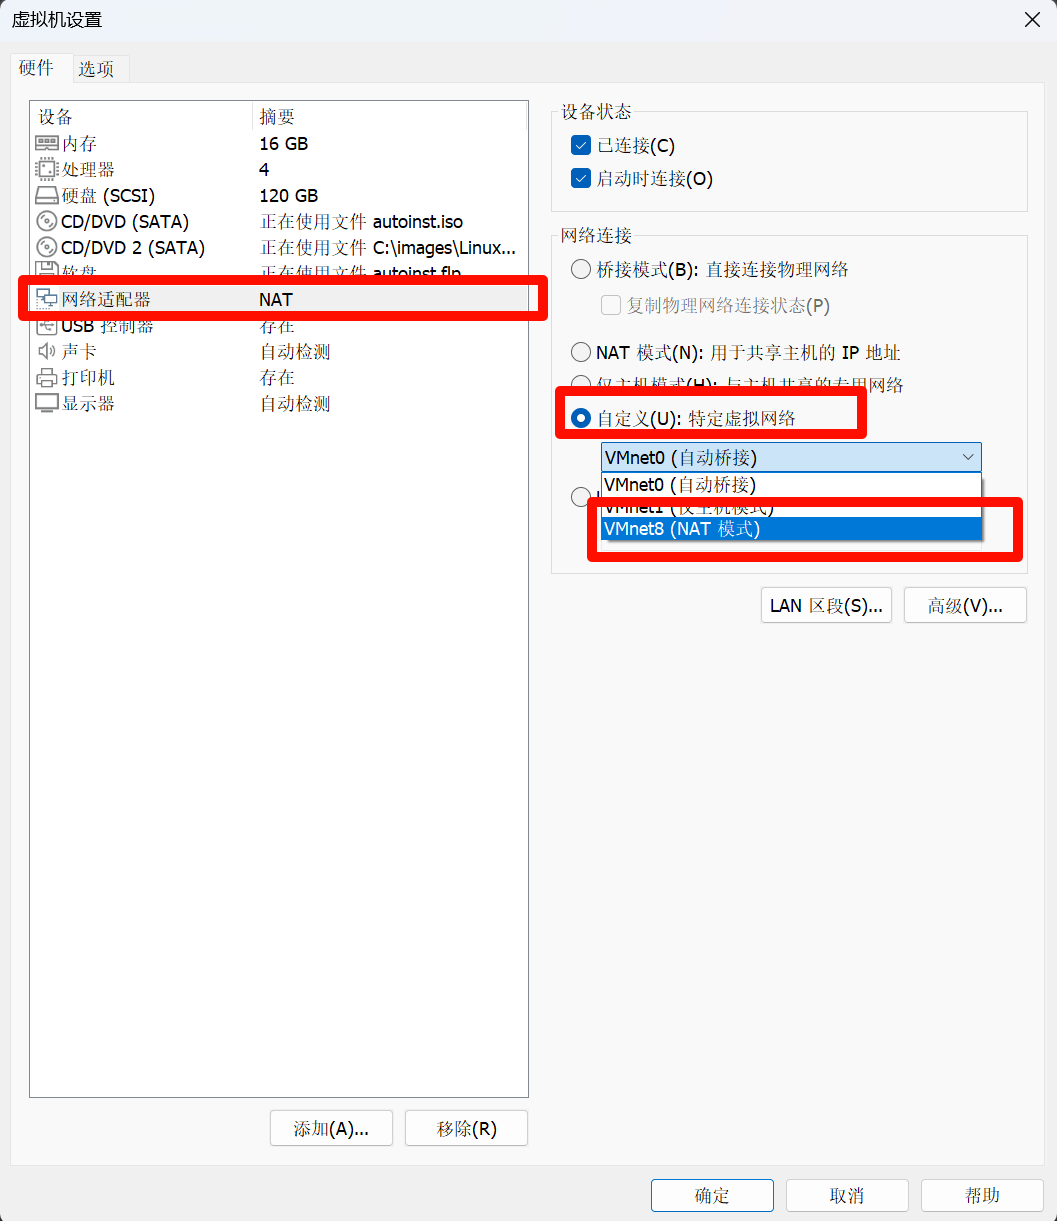 虚拟机设置
硬件 选项
设备 摘要
内存 16 GB
处理器 4
硬盘 (SCSI) 120 GB
CD/DVD (SATA) 正在使用文件 autoinst.iso
CD/DVD 2 (SATA) 正在使用文件 C:\images\Linux...
软盘 正在使用文件 autoinst.flp
网络适配器 NAT
USB 控制器 存在
声卡 自动检测
打印机 存在
显示器 自动检测
添加(A)... 移除(R)
设备状态
已连接(C)
启动时连接(O)
网络连接
桥接模式(B): 直接连接物理网络
复制物理网络连接状态(P)
NAT 模式(N): 用于共享主机的 IP 地址
仅主机模式(H): 与主机共享的专用网络
自定义(U): 特定虚拟网络
VMnet0 (自动桥接)
VMnet0 (自动桥接)
VMnet1 (仅主机模式)
VMnet8 (NAT 模式)
LAN 区段(S)... 高级(V)...
确定 取消 帮助